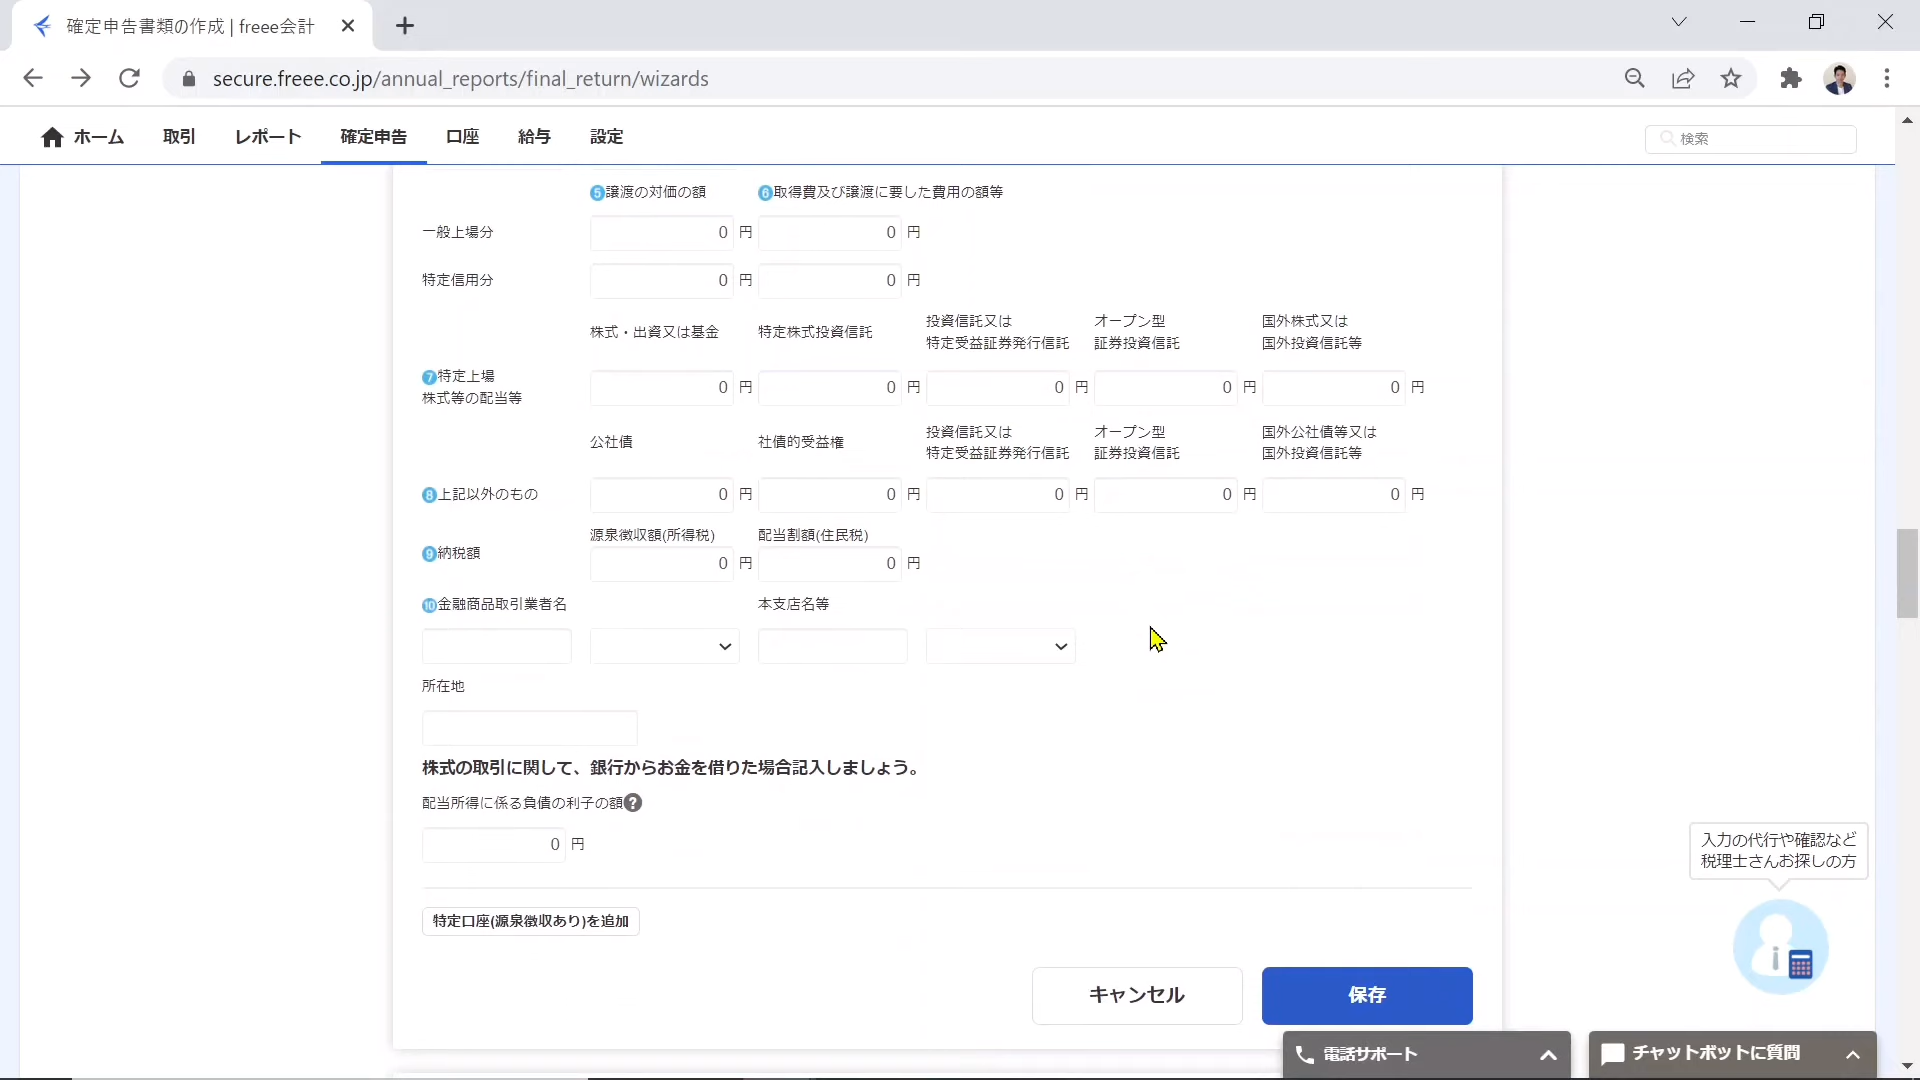 確定申告書類の作成 | freee会計
secure.freee.co.jp/annual_reports/final_return/wizards
ホーム 取引 レポート 確定申告 口座 給与 設定 検索
5譲渡の対価の額 6取得費及び譲渡に要した費用の額等
一般上場分 0 円 0 円
特定信用分 0 円 0 円
株式・出資又は基金 特定株式投資信託 投資信託又は オープン型 国外株式又は
特定受益証券発行信託 証券投資信託 国外投資信託等
7特定上場
株式等の配当等 0 円 0 円 0 円 0 円 0 円
公社債 社債的受益権 投資信託又は オープン型 国外公社債等又は
特定受益証券発行信託 証券投資信託 国外投資信託等
8上記以外のもの 0 円 0 円 0 円 0 円 0 円
源泉徴収額(所得税) 配当割額(住民税)
9納税額 0 円 0 円
10金融商品取引業者名 本支店名等
所在地
株式の取引に関して、銀行からお金を借りた場合記入しましょう。
配当所得に係る負債の利子の額?
0 円
特定口座(源泉徴収あり)を追加
キャンセル 保存
入力の代行や確認など
税理士さんお探しの方
電話サポート チャットボットに質問